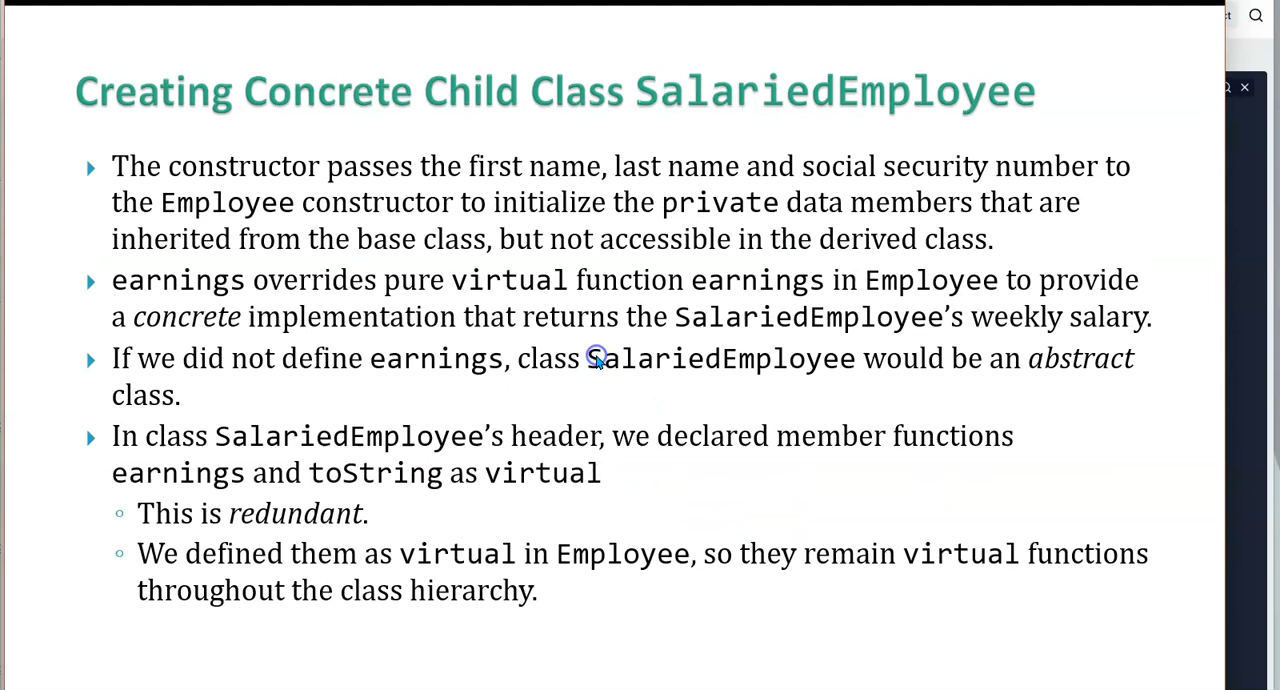 Creating Concrete Child Class SalariedEmployee
The constructor passes the first name, last name and social security number to
the Employee constructor to initialize the private data members that are
inherited from the base class, but not accessible in the derived class.
earnings overrides pure virtual function earnings in Employee to provide
a concrete implementation that returns the SalariedEmployee’s weekly salary.
If we did not define earnings, class SalariedEmployee would be an abstract
class.
In class SalariedEmployee’s header, we declared member functions
earnings and toString as virtual
This is redundant.
We defined them as virtual in Employee, so they remain virtual functions
throughout the class hierarchy.